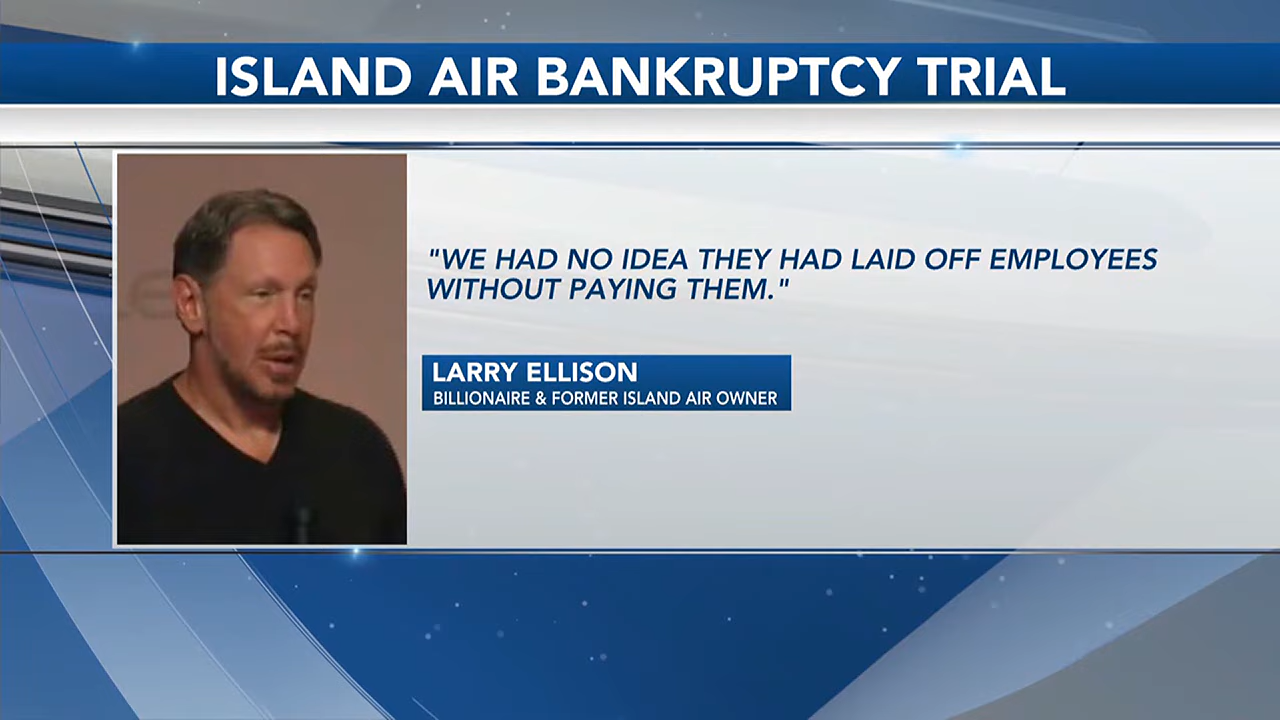 ISLAND AIR BANKRUPTCY TRIAL
"WE HAD NO IDEA THEY HAD LAID OFF EMPLOYEES
WITHOUT PAYING THEM."
LARRY ELLISON
BILLIONAIRE & FORMER ISLAND AIR OWNER